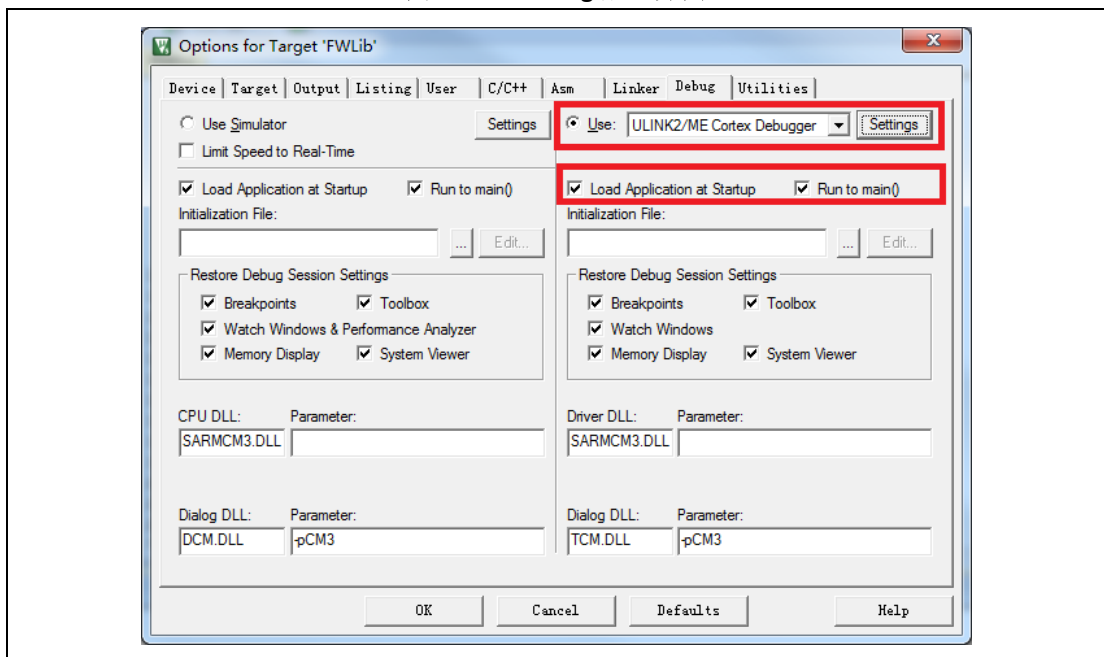 Options for Target 'FWLib'
Device Target Output Listing User C/C++ Asm Linker Debug Utilities
Use Simulator Settings Use: ULINK2/ME Cortex Debugger Settings
Limit Speed to Real-Time
Load Application at Startup Run to main() Load Application at Startup Run to main()
Initialization File: Initialization File:
... Edit... ... Edit...
Restore Debug Session Settings Restore Debug Session Settings
Breakpoints Toolbox Breakpoints Toolbox
Watch Windows & Performance Analyzer Watch Windows
Memory Display System Viewer Memory Display System Viewer
CPU DLL: Parameter: Driver DLL: Parameter:
SARMCM3.DLL SARMCM3.DLL
Dialog DLL: Parameter: Dialog DLL: Parameter:
DCM.DLL -pCM3 TCM.DLL -pCM3
OK Cancel Defaults Help